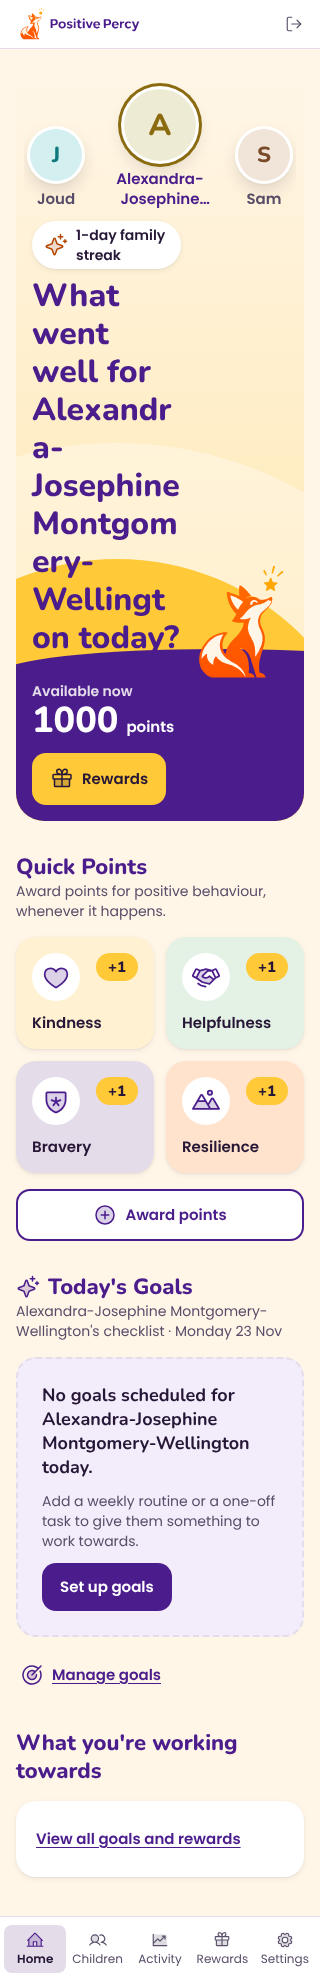 Positive Percy
J
A
S
Joud
Alexandra-
Josephine...
Sam
1-day family
streak
What
went
well for
Alexandr
a-
Josephine
Montgom
ery-
Wellingt
on today?
Available now
1000 points
Rewards
Quick Points
Award points for positive behaviour,
whenever it happens.
+1
Kindness
+1
Helpfulness
+1
Bravery
+1
Resilience
Award points
Today's Goals
Alexandra-Josephine Montgomery-
Wellington's checklist · Monday 23 Nov
No goals scheduled for
Alexandra-Josephine
Montgomery-Wellington
today.
Add a weekly routine or a one-off
task to give them something to
work towards.
Set up goals
Manage goals
What you're working
towards
View all goals and rewards
Home
Children
Activity
Rewards
Settings